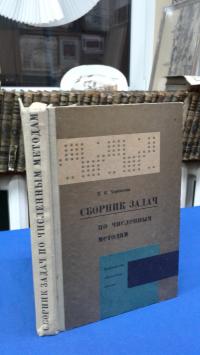 СБОРНИК ЗАДАЧ ПО ЧИСЛЕННЫМ МЕТОДАМ
СБОРНИК ЗАДАЧ
ПО ЧИСЛЕННЫМ
МЕТОДАМ